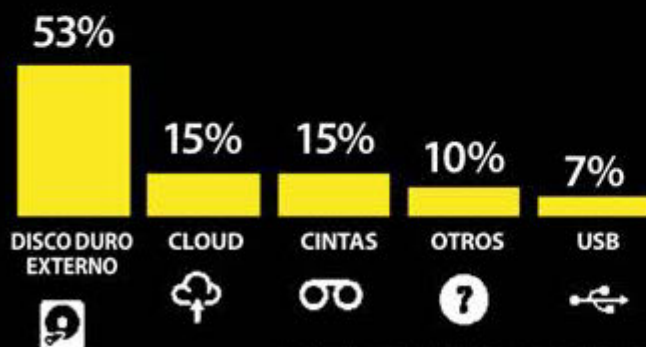 53%
15%
15%
10%
7%
DISCO DURO
EXTERNO
CLOUD
CINTAS
OTROS
USB
?